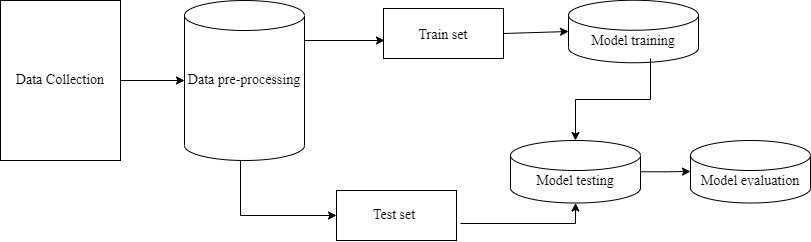 Data Collection
Data pre-processing
Train set
Model training
Test set
Model testing
Model evaluation